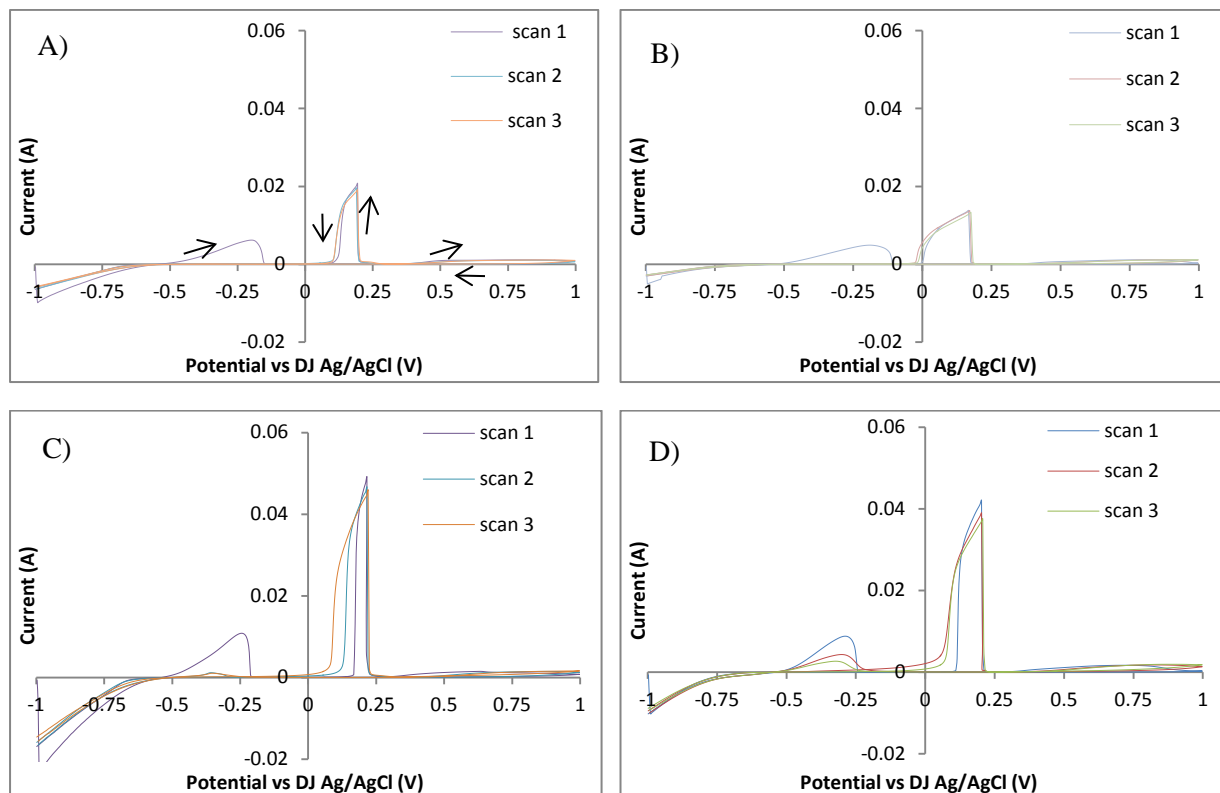 A)
scan 1
scan 2
scan 3
Current (A)
0.06
0.04
0.02
0
-0.02
-1 -0.75 -0.5 -0.25 0 0.25 0.5 0.75 1
Potential vs DJ Ag/AgCl (V)
B)
scan 1
scan 2
scan 3
Current (A)
0.06
0.04
0.02
0
-0.02
-1 -0.75 -0.5 -0.25 0 0.25 0.5 0.75 1
Potential vs DJ Ag/AgCl (V)
C)
scan 1
scan 2
scan 3
Current (A)
0.06
0.04
0.02
0
-0.02
-1 -0.75 -0.5 -0.25 0 0.25 0.5 0.75 1
Potential vs DJ Ag/AgCl (V)
D)
scan 1
scan 2
scan 3
Current (A)
0.06
0.04
0.02
0
-0.02
-1 -0.75 -0.5 -0.25 0 0.25 0.5 0.75 1
Potential vs DJ Ag/AgCl (V)